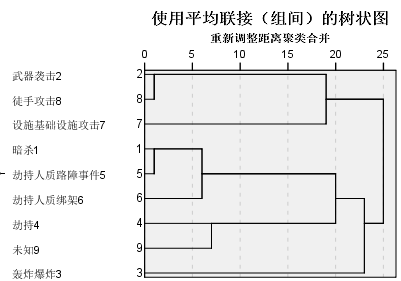 使用平均联接（组间）的树状图
重新调整距离聚类合并
0 5 10 15 20 25
武器袭击2 2
徒手攻击8 8
设施基础设施攻击7 7
暗杀1 1
劫持人质路障事件5 5
劫持人质绑架6 6
劫持4 4
未知9 9
轰炸爆炸3 3